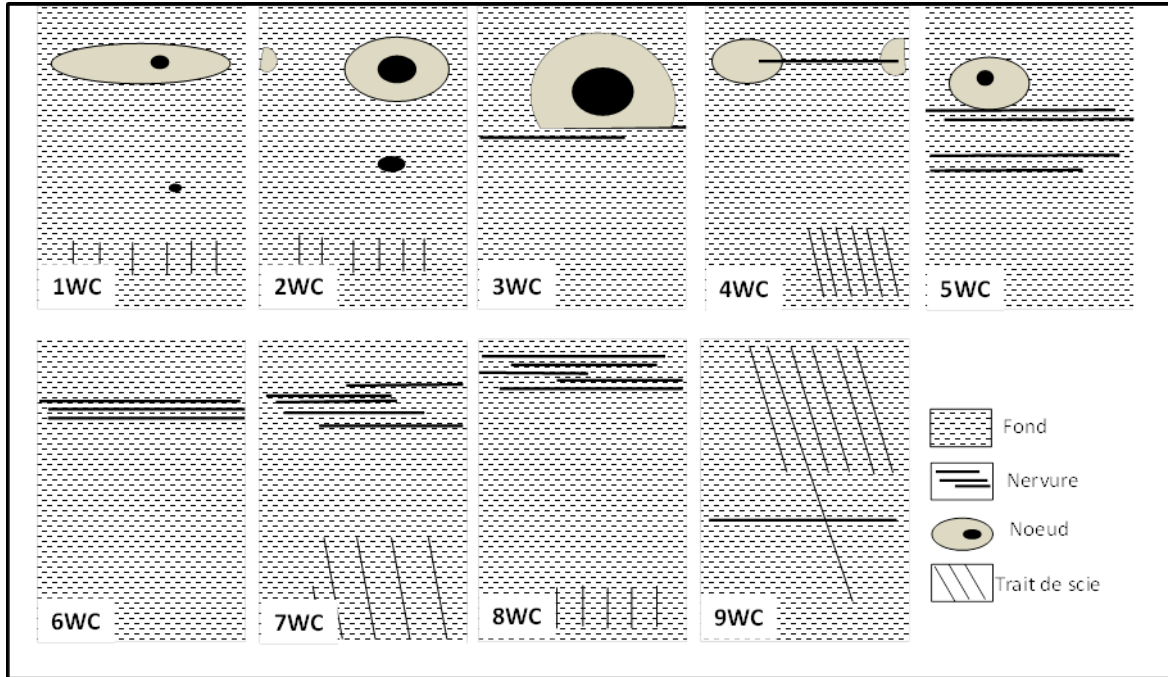 1WC
2WC
3WC
4WC
5WC
6WC
7WC
8WC
9WC
Fond
Nervure
Noeud
Trait de scie